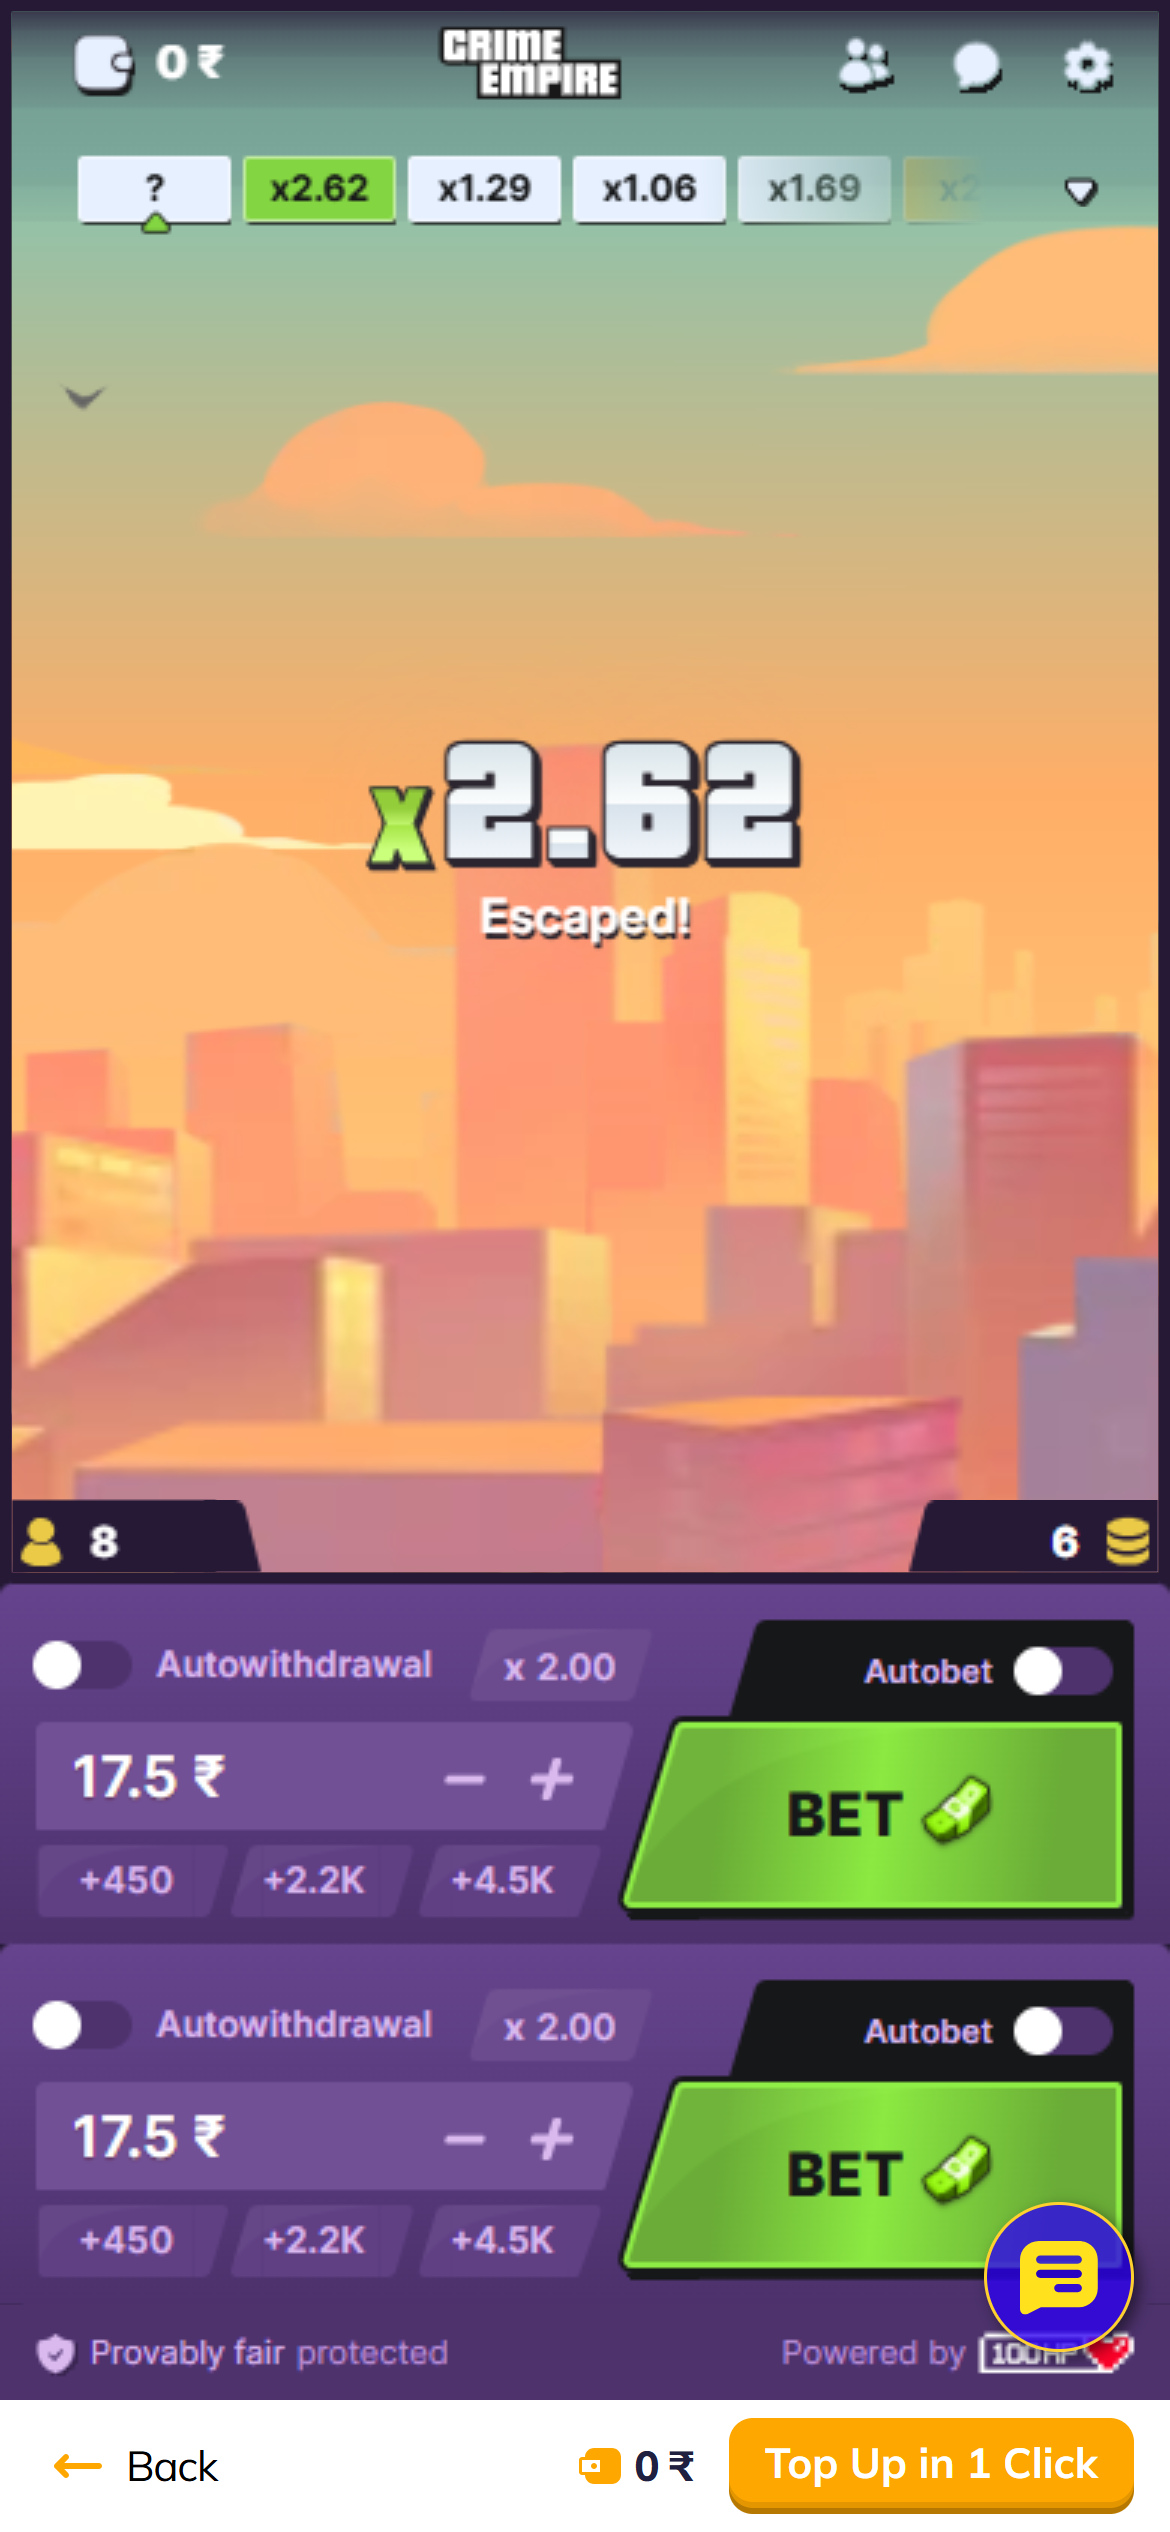 0 ₹
CRIME
EMPIRE
? x2.62 x1.29 x1.06 x1.69 x2
x2.62
Escaped!
8
6
Autowithdrawal x 2.00 Autobet
17.5 ₹ − +
BET
+450 +2.2K +4.5K
Autowithdrawal x 2.00 Autobet
17.5 ₹ − +
BET
+450 +2.2K +4.5K
Provably fair protected
Powered by 100HP
← Back
0 ₹
Top Up in 1 Click